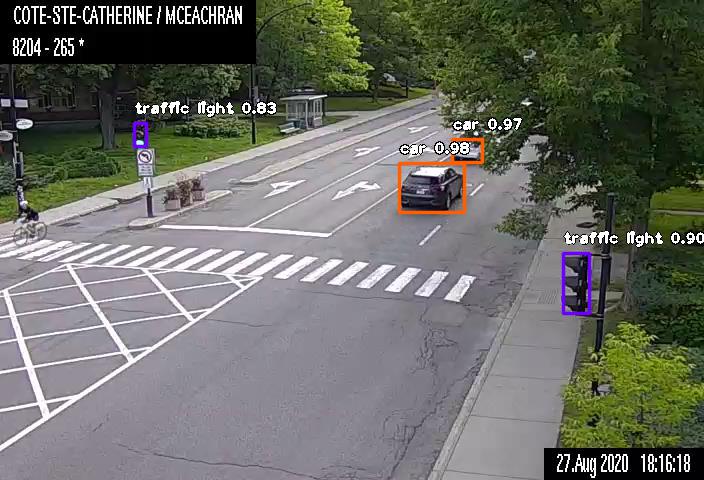 COTE-STE-CATHERINE / MCEACHRAN
8204 - 265 *
traffic light 0.83
car 0.97
car 0.98
traffic light 0.90
27.Aug 2020 18:16:18